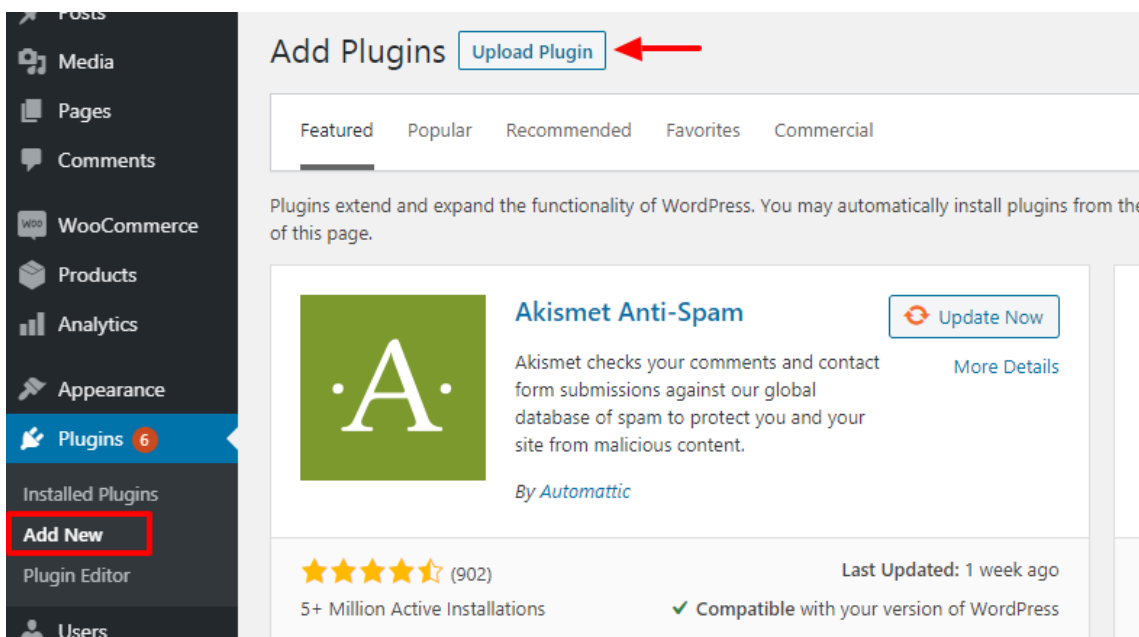 Posts
Media
Pages
Comments
WooCommerce
Products
Analytics
Appearance
Plugins 6
Installed Plugins
Add New
Plugin Editor
Users
Add Plugins Upload Plugin
Featured Popular Recommended Favorites Commercial
Plugins extend and expand the functionality of WordPress. You may automatically install plugins from the
of this page.
·A·
Akismet Anti-Spam
Update Now
More Details
Akismet checks your comments and contact
form submissions against our global
database of spam to protect you and your
site from malicious content.
By Automattic
(902)
5+ Million Active Installations
Last Updated: 1 week ago
✔ Compatible with your version of WordPress